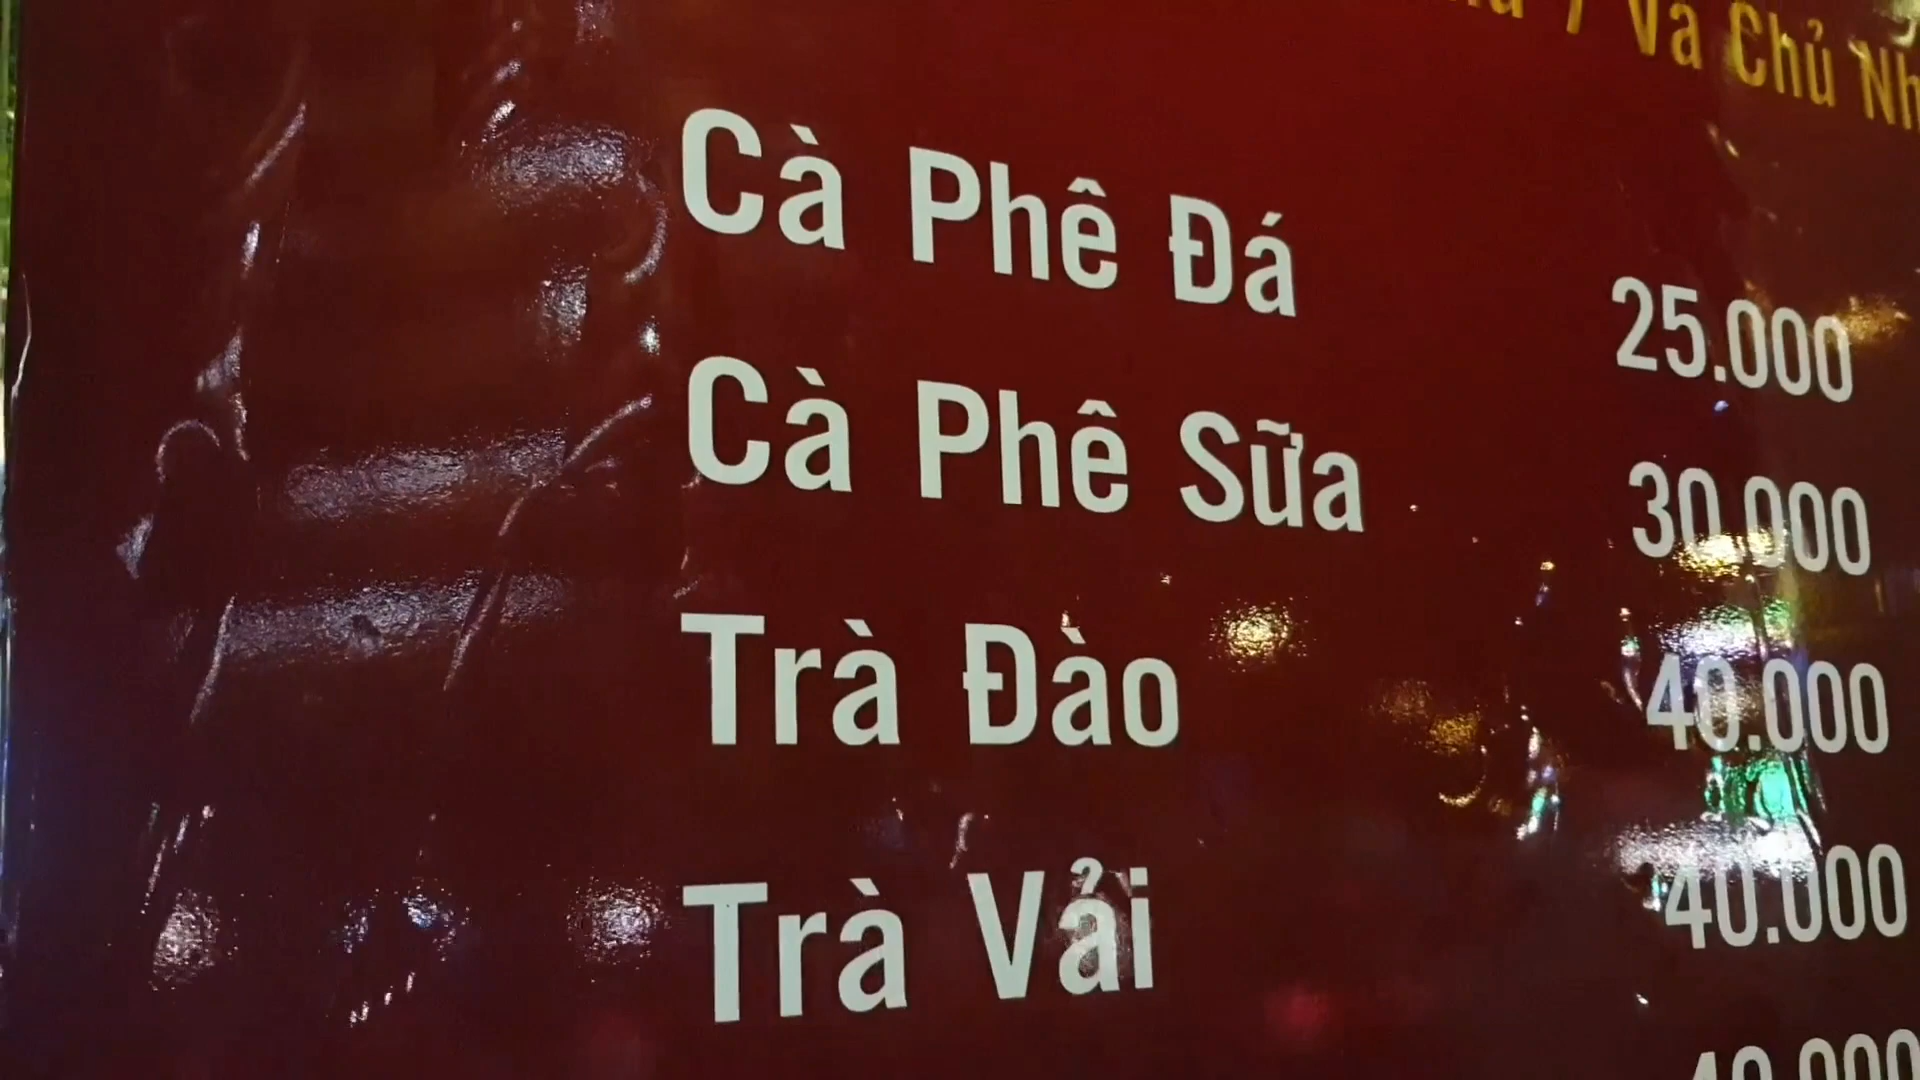 7 Và Chủ
Cà Phê Đá 25.000
Cà Phê Sữa 30.000
Trà Đào 40.000
Trà Vải 40.000